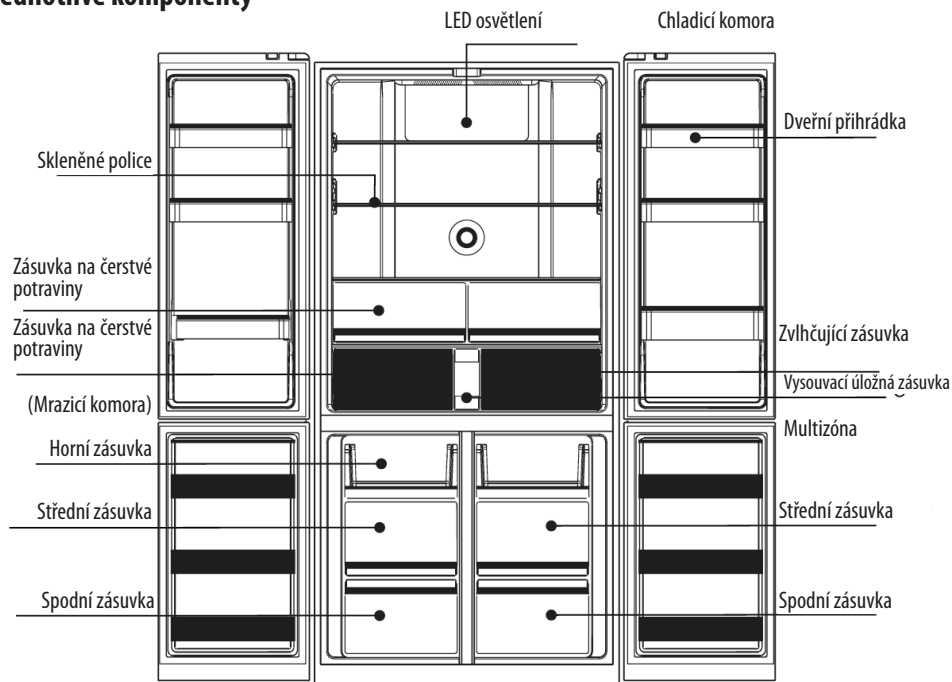 komponenty
LED osvětlení
Chladicí komora
Dveřní přihrádka
Skleněné police
Zásuvka na čerstvé
potraviny
Zásuvka na čerstvé
potraviny
Zvlhčující zásuvka
Vysouvací úložná zásuvka
(Mrazicí komora)
Multizóna
Horní zásuvka
Střední zásuvka
Střední zásuvka
Spodní zásuvka
Spodní zásuvka